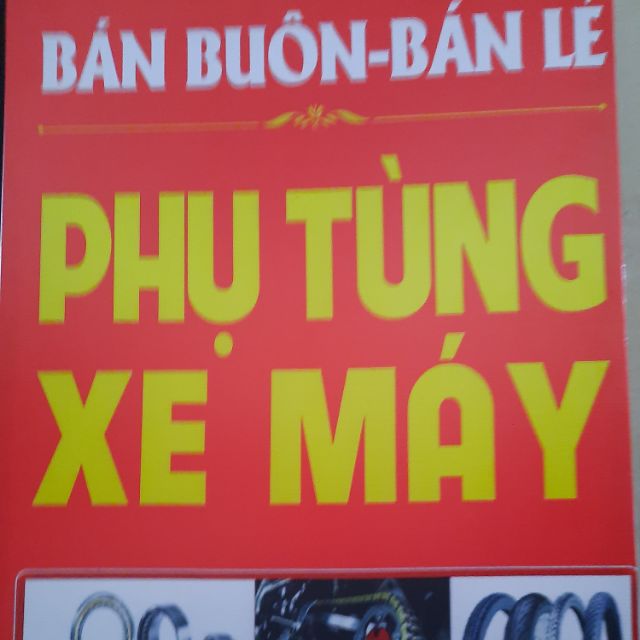 BÁN BUÔN-BÁN LẺ
PHỤ TÙNG
XE MÁY